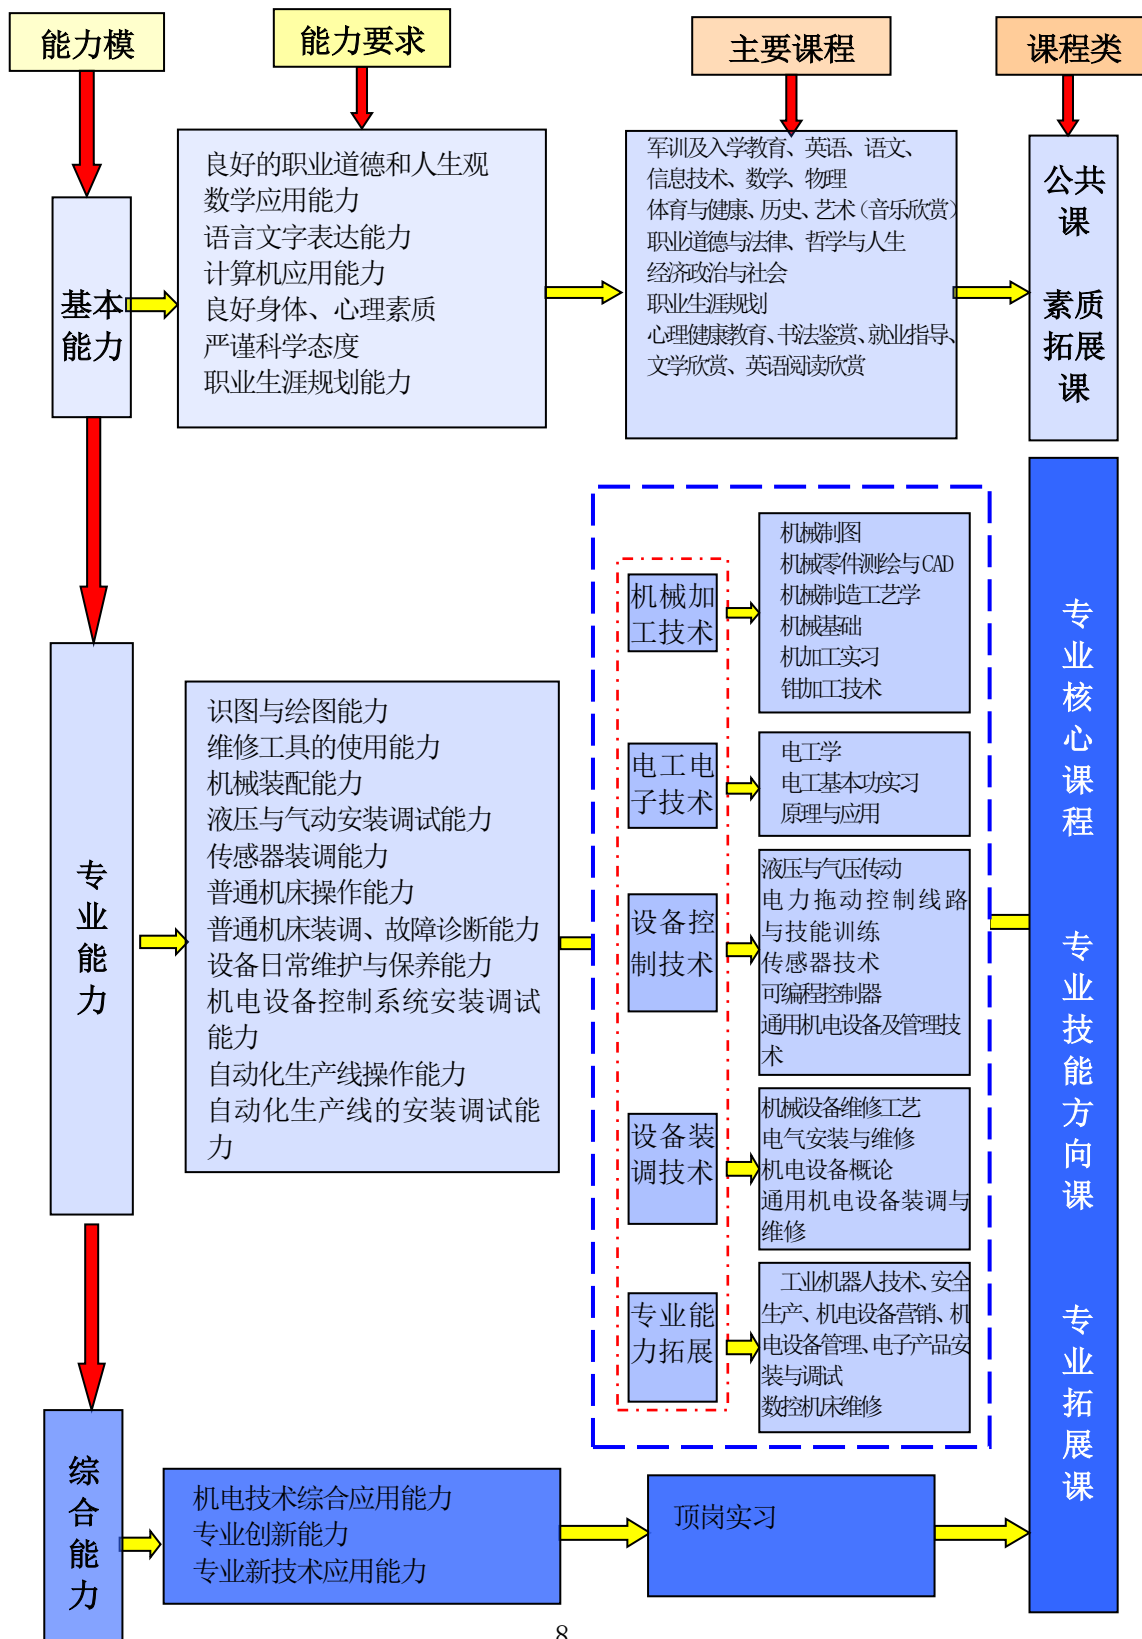 能力模
能力要求
主要课程
课程类
基本
能力
良好的职业道德和人生观
数学应用能力
语言文字表达能力
计算机应用能力
良好身体、心理素质
严谨科学态度
职业生涯规划能力
军训及入学教育、英语、语文、
信息技术、数学、物理
体育与健康、历史、艺术（音乐欣赏）
职业道德与法律、哲学与人生
经济政治与社会
职业生涯规划
心理健康教育、书法鉴赏、就业指导、
文学欣赏、英语阅读欣赏
公共
课
素质
拓展
课
专
业
能
力
识图与绘图能力
维修工具的使用能力
机械装配能力
液压与气动安装调试能力
传感器装调能力
普通机床操作能力
普通机床装调、故障诊断能力
设备日常维护与保养能力
机电设备控制系统安装调试
能力
自动化生产线操作能力
自动化生产线的安装调试能
力
机械加
工技术
机械制图
机械零件测绘与CAD
机械制造工艺学
机械基础
机加工实习
钳加工技术
电工电
子技术
电工学
电工基本功实习
原理与应用
设备控
制技术
液压与气压传动
电力拖动控制线路
与技能训练
传感器技术
可编程控制器
通用机电设备及管理技
术
设备装
调技术
机械设备维修工艺
电气安装与维修
机电设备概论
通用机电设备装调与
维修
专业能
力拓展
工业机器人技术、安全
生产、机电设备营销、机
电设备管理、电子产品安
装与调试
数控机床维修
专
业
核
心
课
程
专
业
技
能
方
向
课
专
业
拓
展
课
综
合
能
力
机电技术综合应用能力
专业创新能力
专业新技术应用能力
顶岗实习
8